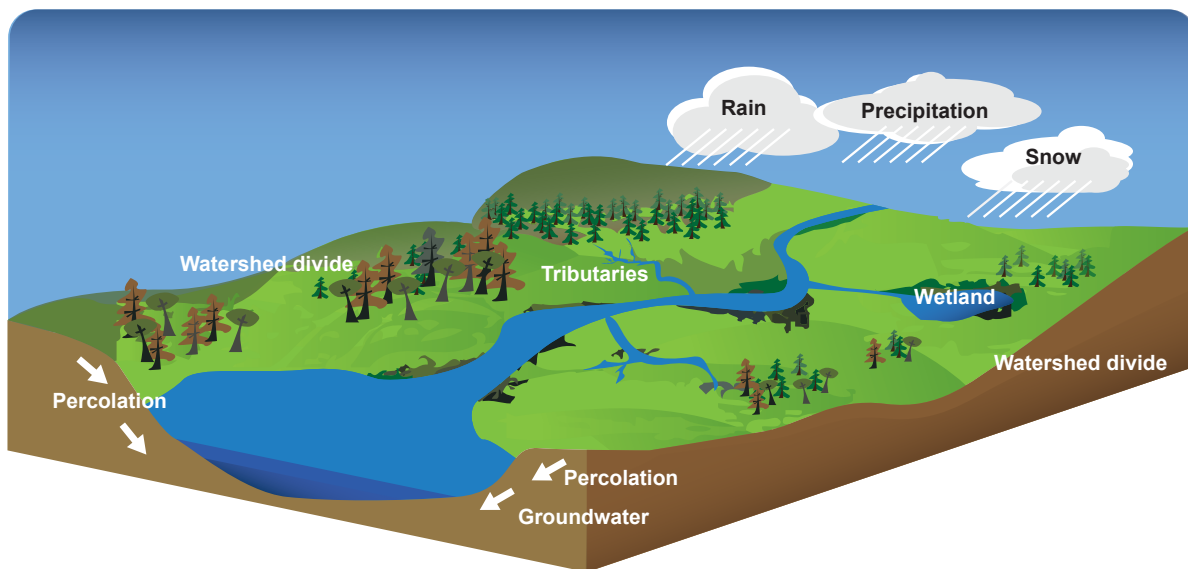 Rain
Precipitation
Snow
Watershed divide
Tributaries
Wetland
Watershed divide
Percolation
Percolation
Groundwater